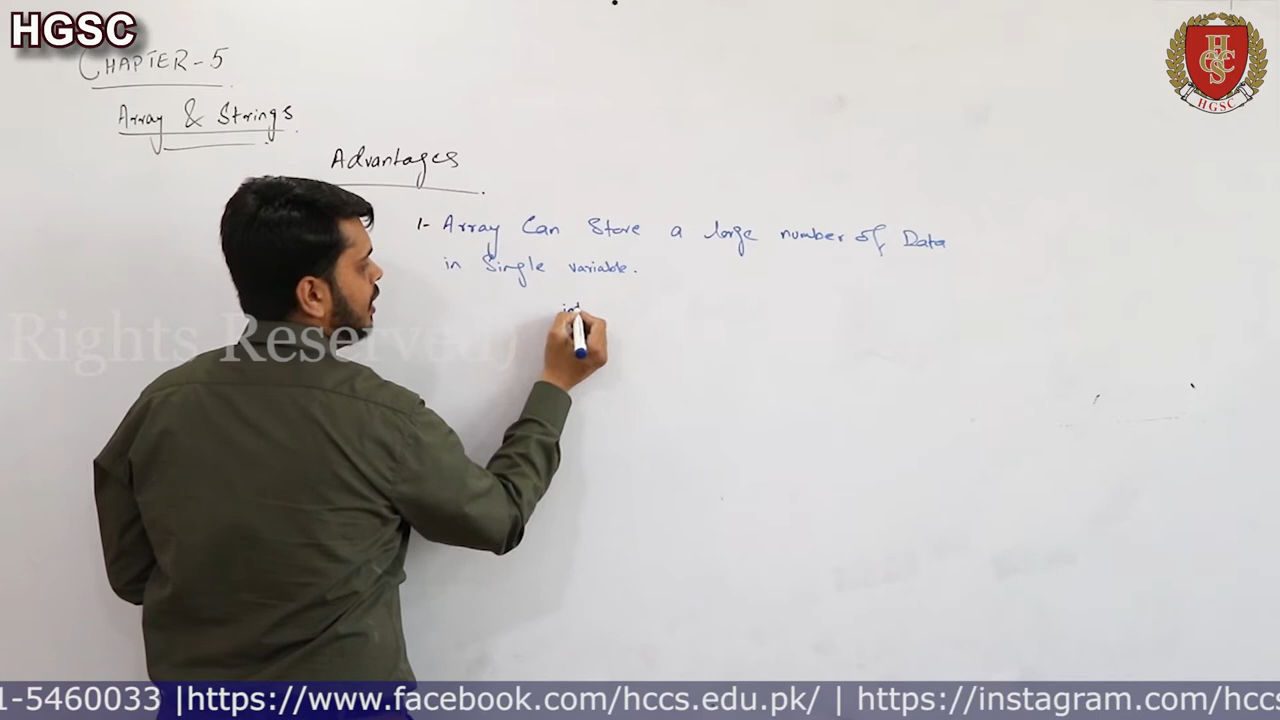 HGSC
CHAPTER-5
Array & Strings
Advantages
1- Array Can Store a large number of Data
in Single variable.
int
Rights Reserved
HGSC
1-5460033 |https://www.facebook.com/hccs.edu.pk/ | https://instagram.com/hccs